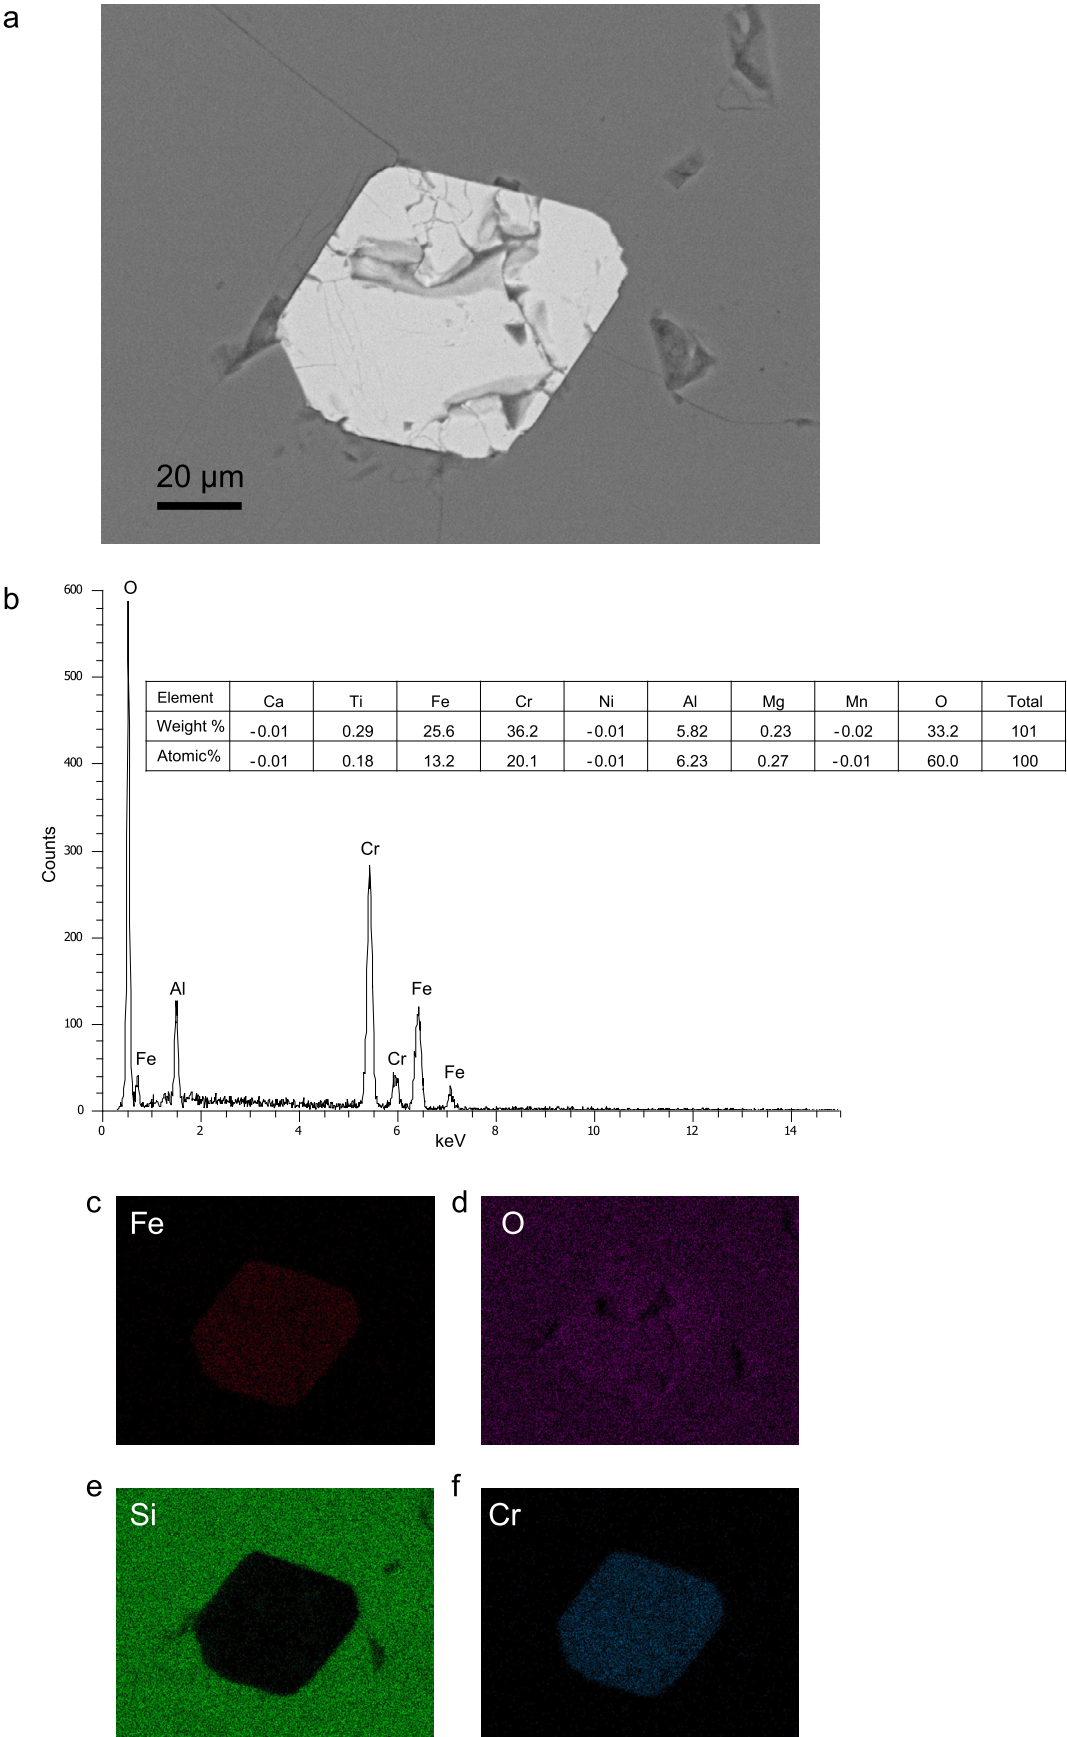 a
20 µm
b
O
600
500
400
300
200
100
0
Counts
Element Ca Ti Fe Cr Ni Al Mg Mn O Total
Weight % -0.01 0.29 25.6 36.2 -0.01 5.82 0.23 -0.02 33.2 101
Atomic% -0.01 0.18 13.2 20.1 -0.01 6.23 0.27 -0.01 60.0 100
Cr
Al
Fe
Fe
Cr
Fe
0 2 4 6 8 10 12 14
keV
c
Fe
d
O
e
Si
f
Cr